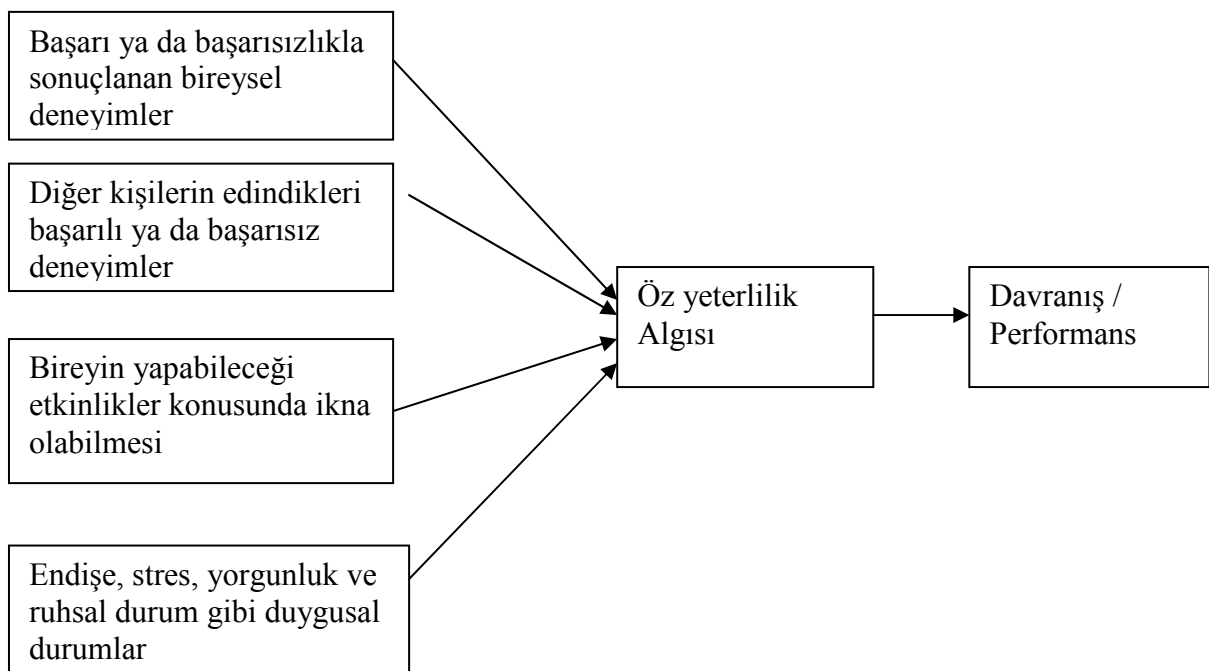 Başarı ya da başarısızlıkla
sonuçlanan bireysel
deneyimler
Diğer kişilerin edindikleri
başarılı ya da başarısız
deneyimler
Bireyin yapabileceği
etkinlikler konusunda ikna
olabilmesi
Endişe, stres, yorgunluk ve
ruhsal durum gibi duygusal
durumlar
Öz yeterlilik
Algısı
Davranış /
Performans